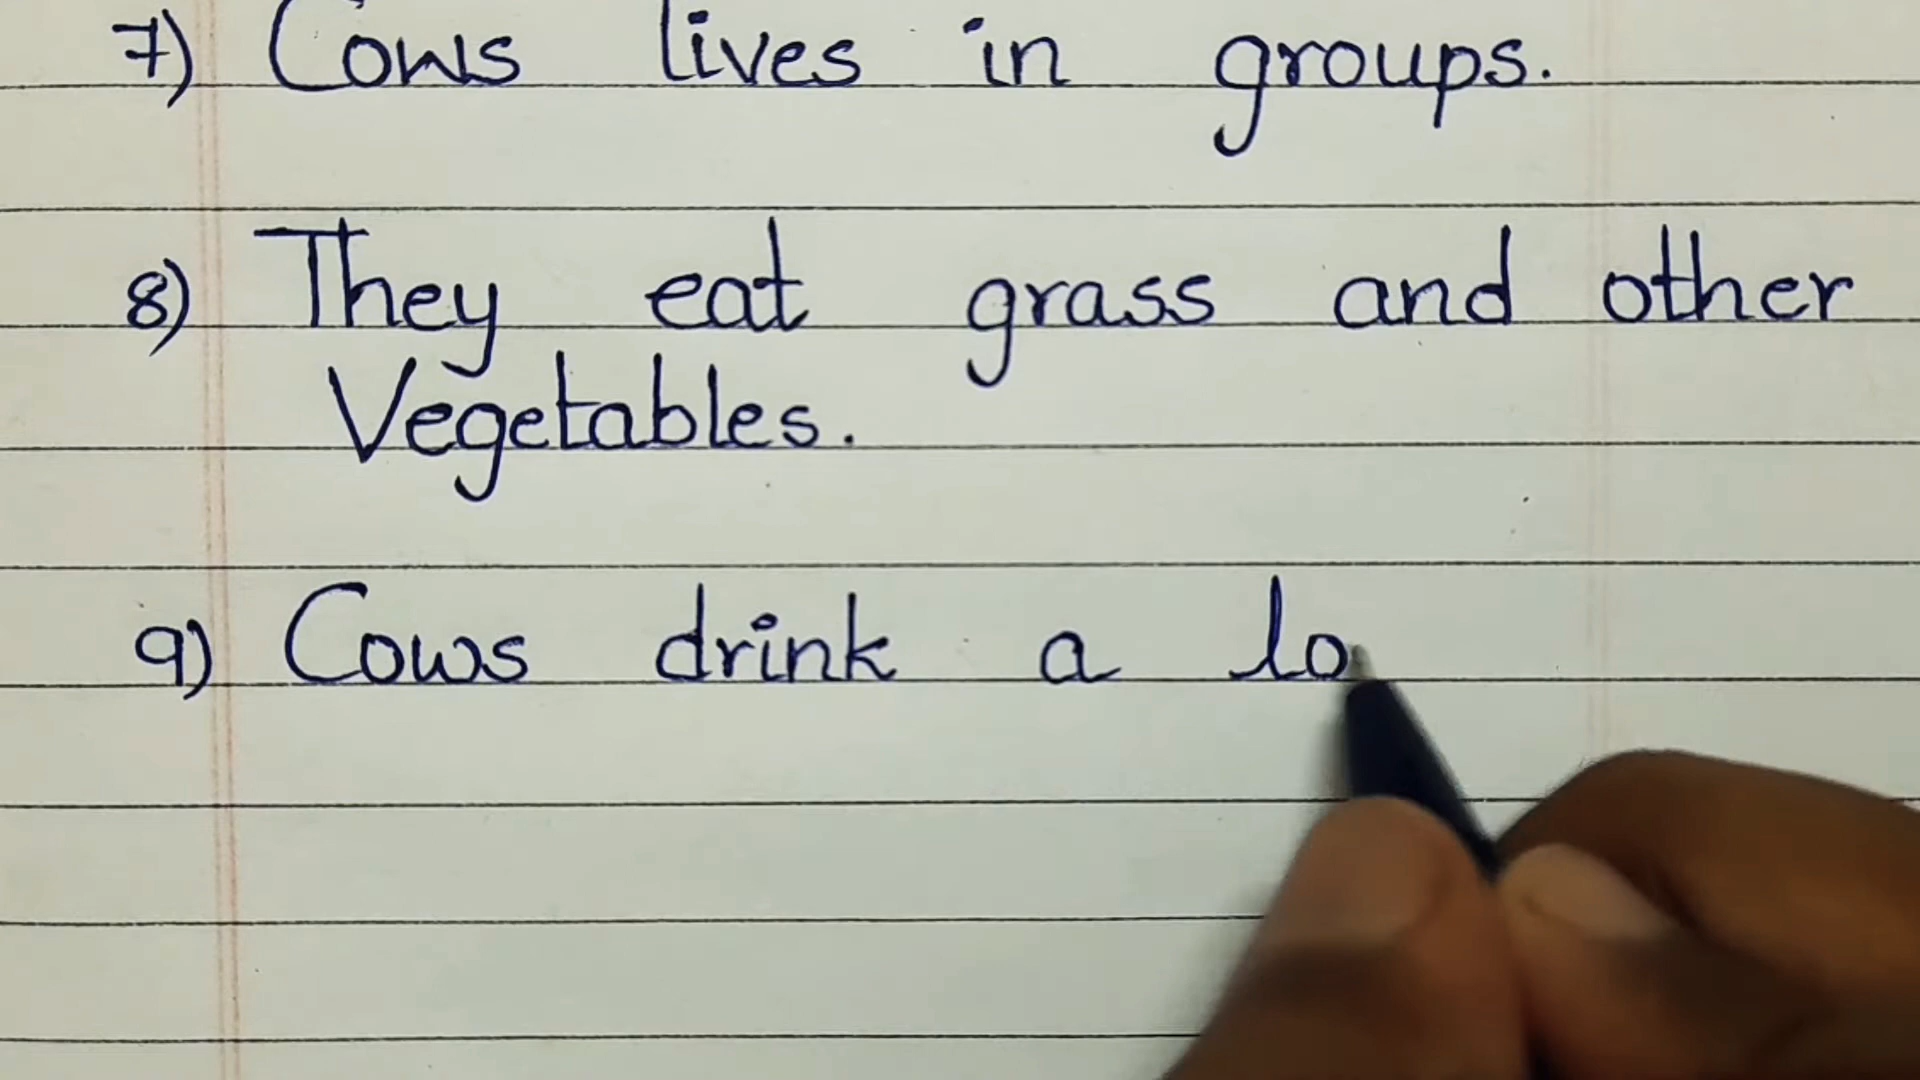 7) Cows lives in groups.
8) They eat grass and other
Vegetables.
9) Cows drink a lo